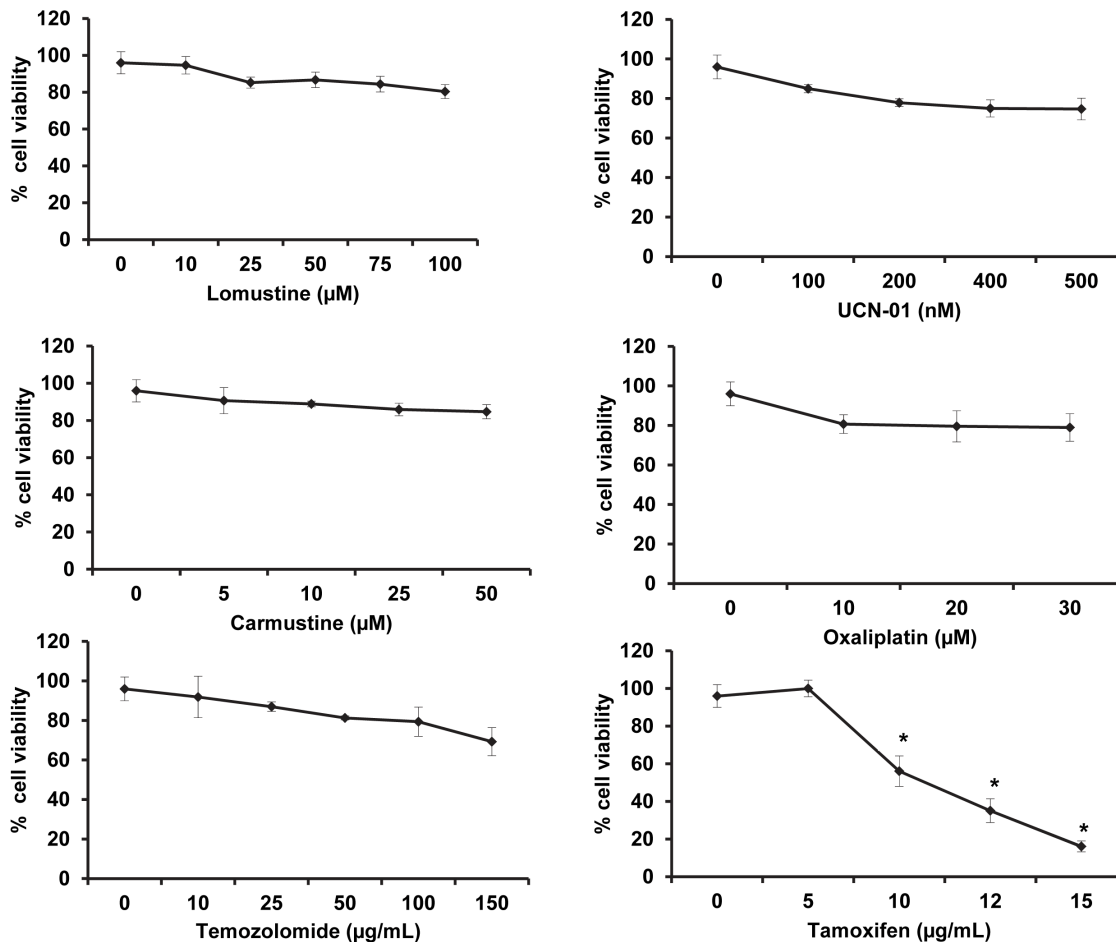 120
100
80
60
40
20
0
% cell viability
0 10 25 50 75 100
Lomustine (µM)
120
100
80
60
40
20
0
% cell viability
0 100 200 400 500
UCN-01 (nM)
120
100
80
60
40
20
0
% cell viability
0 5 10 25 50
Carmustine (µM)
120
100
80
60
40
20
0
% cell viability
0 10 20 30
Oxaliplatin (µM)
120
100
80
60
40
20
0
% cell viability
0 10 25 50 100 150
Temozolomide (µg/mL)
120
100
80
60
40
20
0
% cell viability
*
*
*
0 5 10 12 15
Tamoxifen (µg/mL)